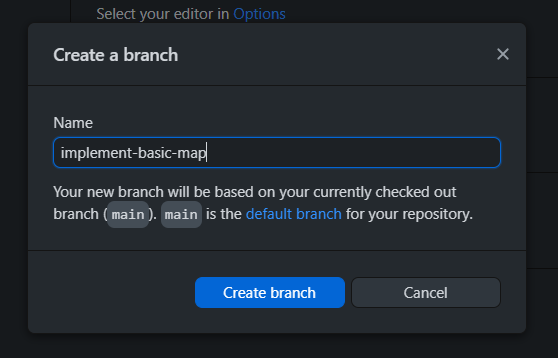 Select your editor in Options
Create a branch
Name
implement-basic-map
Your new branch will be based on your currently checked out
branch (main). main is the default branch for your repository.
Create branch Cancel